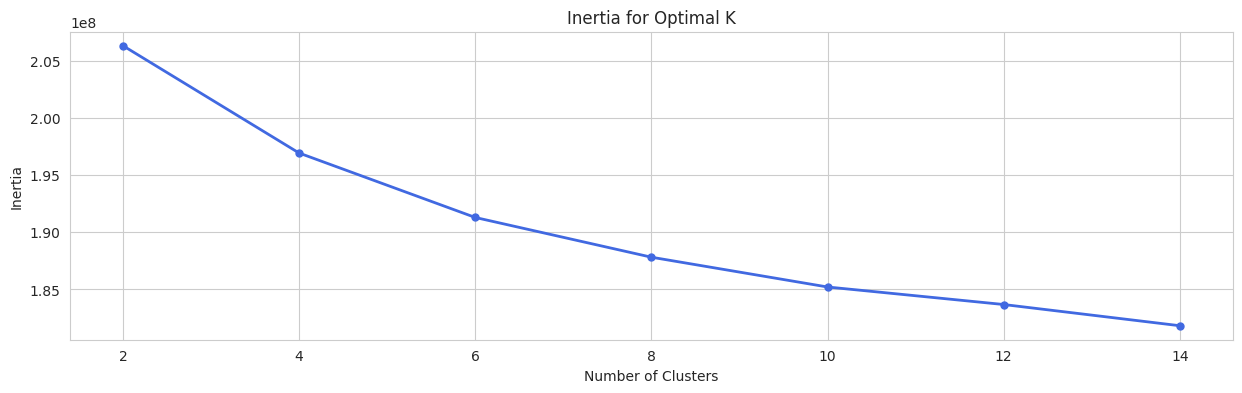 Inertia for Optimal K
1e8
2.05
2.00
1.95
1.90
1.85
Inertia
2 4 6 8 10 12 14
Number of Clusters